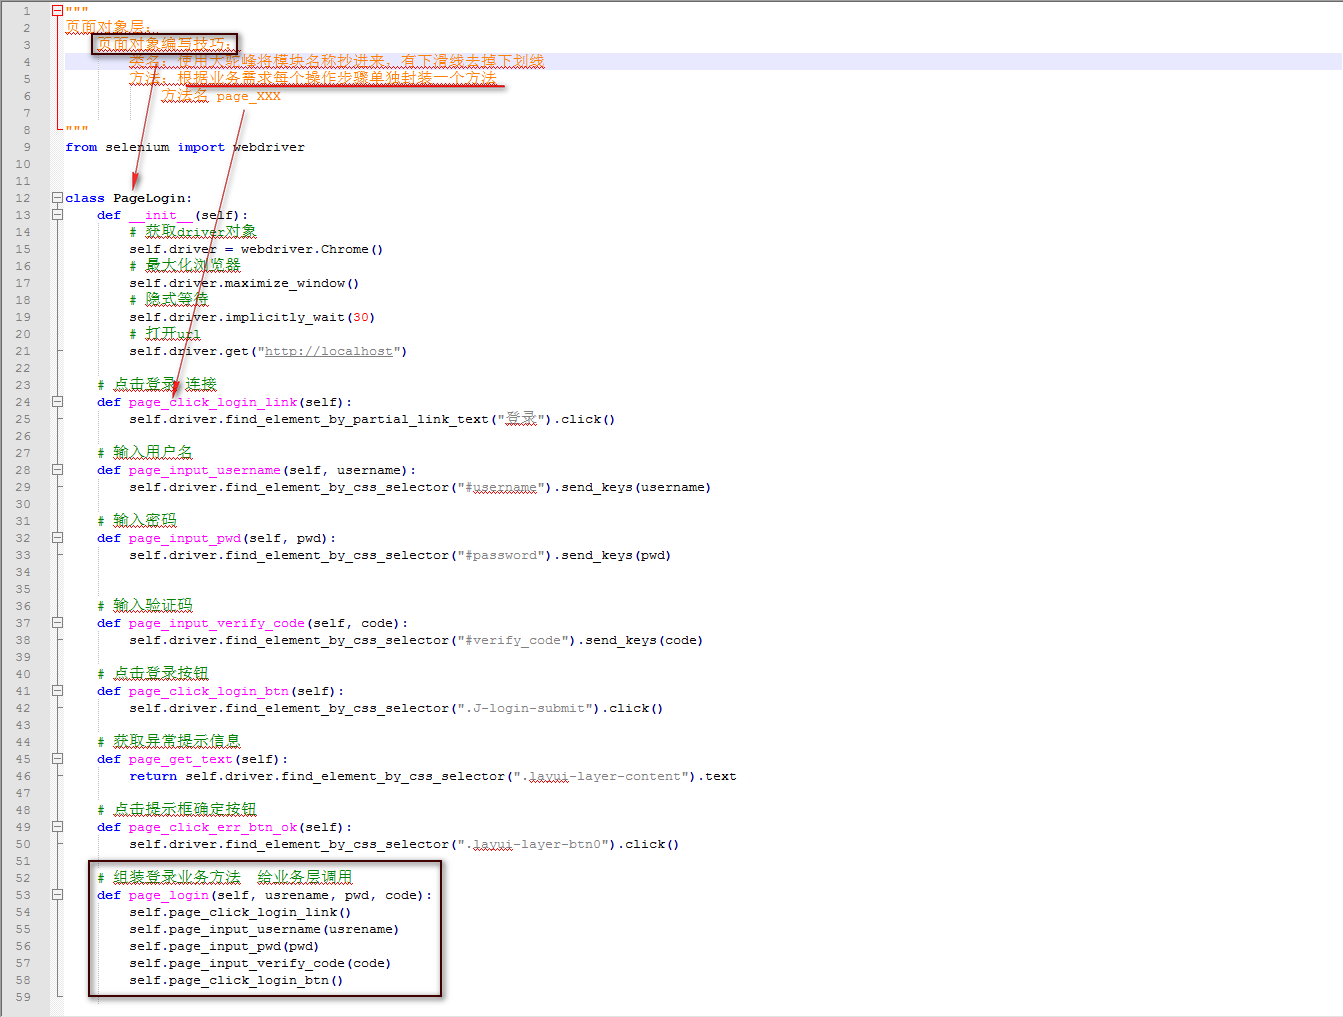 1 """
2 页面对象层：
3 页面对象编写技巧：
4 类名：使用大驼峰将模块名称抄进来，有下滑线去掉下划线
5 方法：根据业务需求每个操作步骤单独封装一个方法
6 方法名 page_XXX
7
8 """
9 from selenium import webdriver
10
11
12 class PageLogin:
13 def __init__(self):
14 # 获取driver对象
15 self.driver = webdriver.Chrome()
16 # 最大化浏览器
17 self.driver.maximize_window()
18 # 隐式等待
19 self.driver.implicitly_wait(30)
20 # 打开url
21 self.driver.get("http://localhost")
22
23 # 点击登录 连接
24 def page_click_login_link(self):
25 self.driver.find_element_by_partial_link_text("登录").click()
26
27 # 输入用户名
28 def page_input_username(self, username):
29 self.driver.find_element_by_css_selector("#username").send_keys(username)
30
31 # 输入密码
32 def page_input_pwd(self, pwd):
33 self.driver.find_element_by_css_selector("#password").send_keys(pwd)
34
35
36 # 输入验证码
37 def page_input_verify_code(self, code):
38 self.driver.find_element_by_css_selector("#verify_code").send_keys(code)
39
40 # 点击登录按钮
41 def page_click_login_btn(self):
42 self.driver.find_element_by_css_selector(".J-login-submit").click()
43
44 # 获取异常提示信息
45 def page_get_text(self):
46 return self.driver.find_element_by_css_selector(".layui-layer-content").text
47
48 # 点击提示框确定按钮
49 def page_click_err_btn_ok(self):
50 self.driver.find_element_by_css_selector(".layui-layer-btn0").click()
51
52 # 组装登录业务方法 给业务层调用
53 def page_login(self, usrename, pwd, code):
54 self.page_click_login_link()
55 self.page_input_username(usrename)
56 self.page_input_pwd(pwd)
57 self.page_input_verify_code(code)
58 self.page_click_login_btn()
59